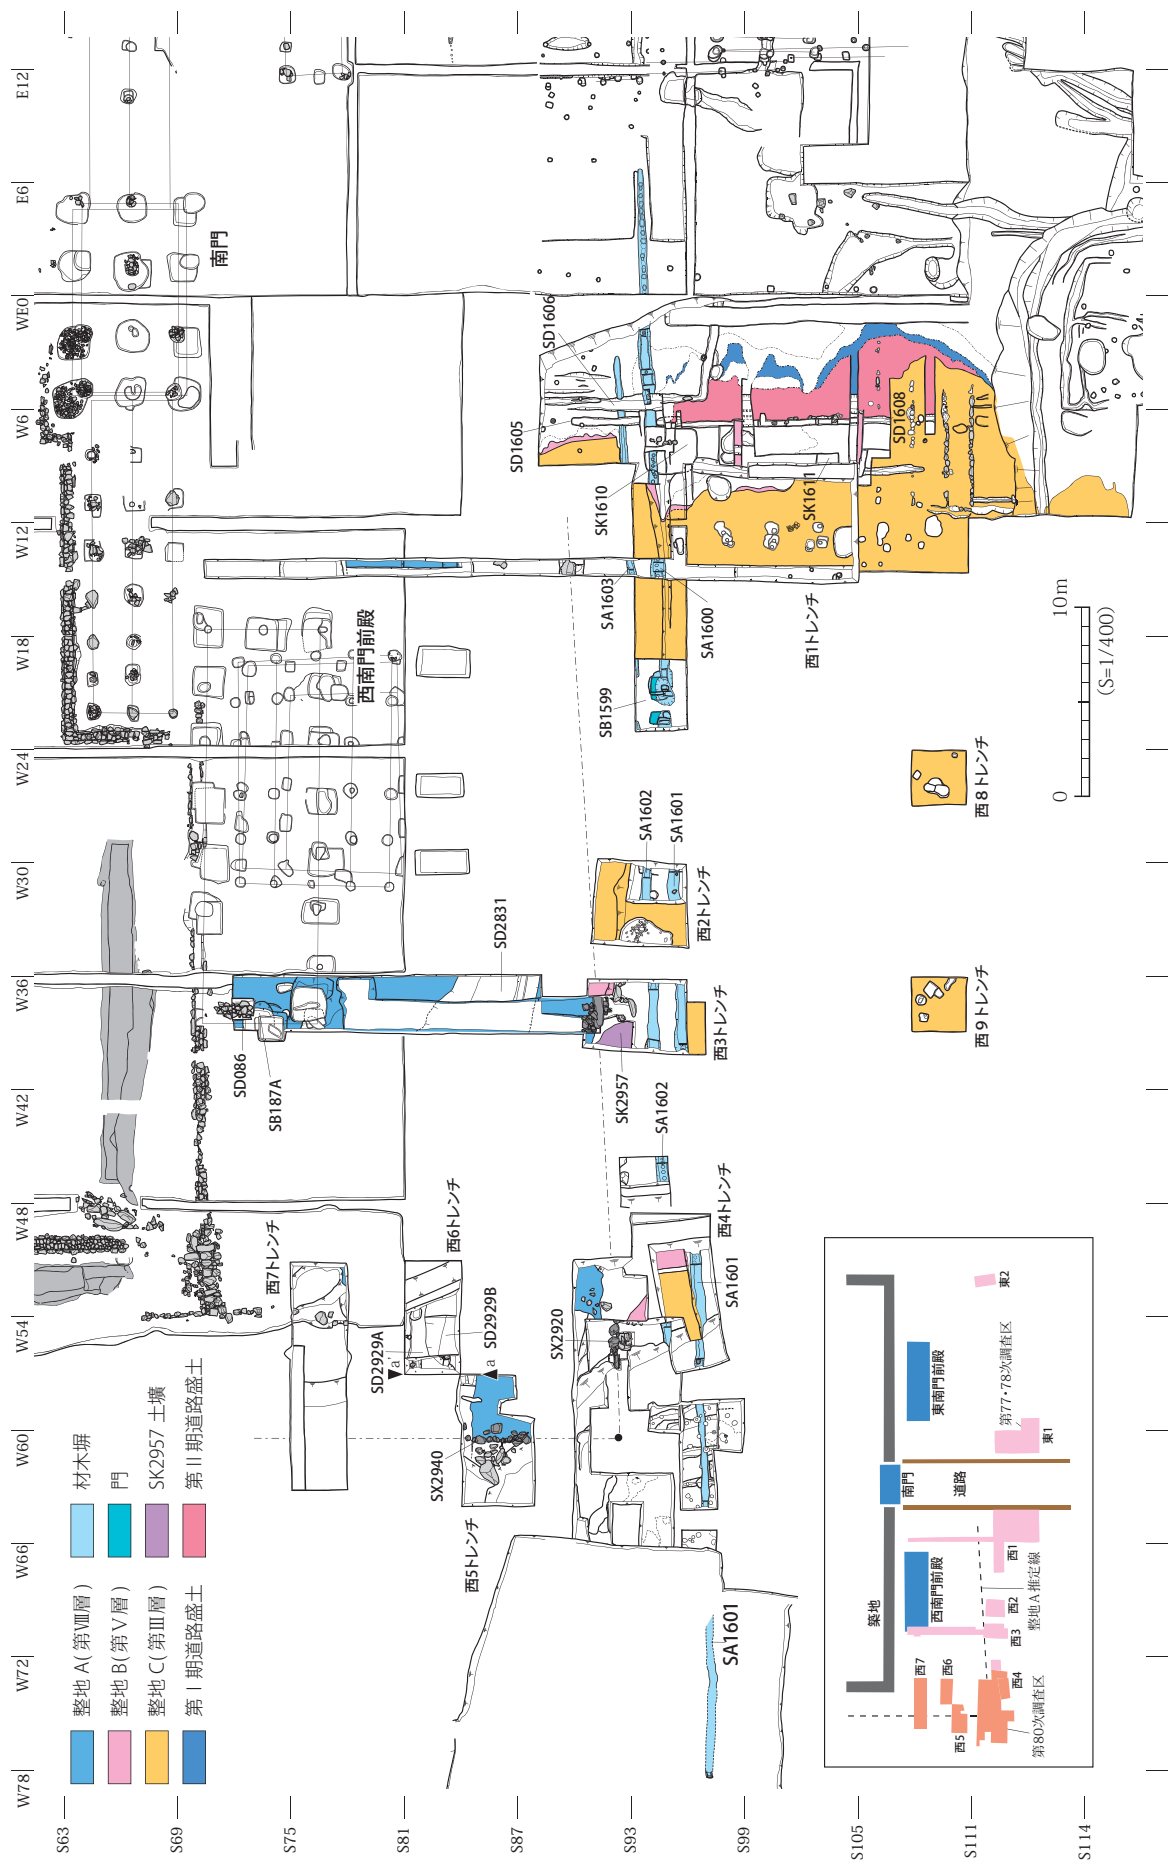 E12
E6
WE0
W6
W12
W18
W24
W30
W36
W42
W48
W54
W60
W66
W72
W78
S63
S69
S75
S81
S87
S93
S99
S105
S111
S114
南門
西南門前殿
SD1606
SD1605
SK1610
SK1611
SD1608
SA1603
SA1600
SB1599
西1トレンチ
0
10m
(S=1/400)
西8トレンチ
SA1602
SA1601
西2トレンチ
SD2831
西3トレンチ
西9トレンチ
SD086
SB187A
SK2957
SA1602
西4トレンチ
西6トレンチ
西7トレンチ
SA1601
SD2929B
SD2929A
a'
a
SX2920
SX2940
西5トレンチ
SA1601
整地 A(第Ⅷ層)
整地 B(第Ⅴ層)
整地 C(第Ⅲ層)
第Ⅰ期道路盛土
材木塀
門
SK2957 土壙
第Ⅱ期道路盛土
東2
東南門前殿
第77・78次調査区
東1
南門
道路
築地
西南門前殿
西1
西2
西3
整地A推定線
西7
西6
西5
西4
第80次調査区